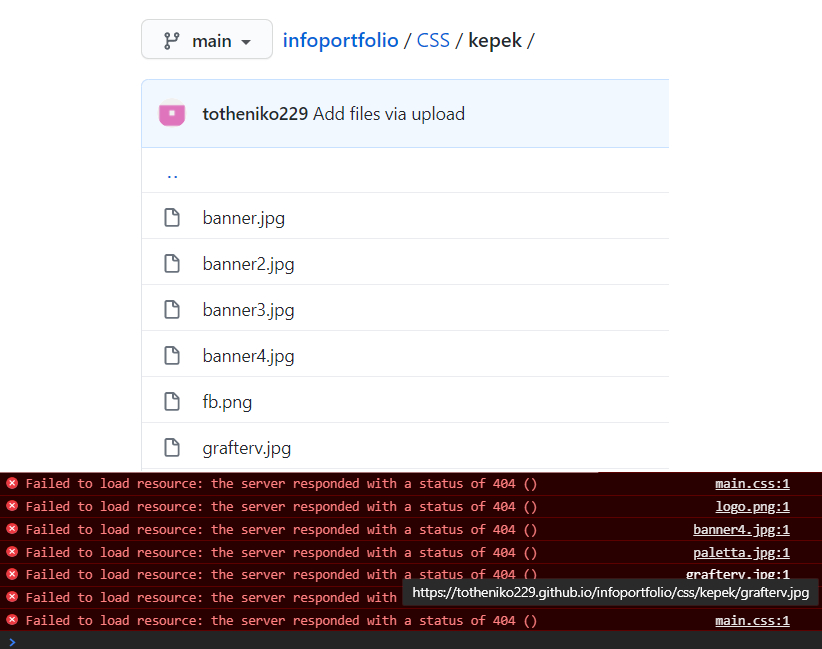 main infoportfolio / CSS / kepek /
totheniko229 Add files via upload
..
banner.jpg
banner2.jpg
banner3.jpg
banner4.jpg
fb.png
grafterv.jpg
Failed to load resource: the server responded with a status of 404 () main.css:1
Failed to load resource: the server responded with a status of 404 () logo.png:1
Failed to load resource: the server responded with a status of 404 () banner4.jpg:1
Failed to load resource: the server responded with a status of 404 () paletta.jpg:1
Failed to load resource: the server responded with a status of 404 () grafterv.jpg:1
Failed to load resource: the server responded with
https://totheniko229.github.io/infoportfolio/css/kepek/grafterv.jpg
Failed to load resource: the server responded with a status of 404 () main.css:1
>